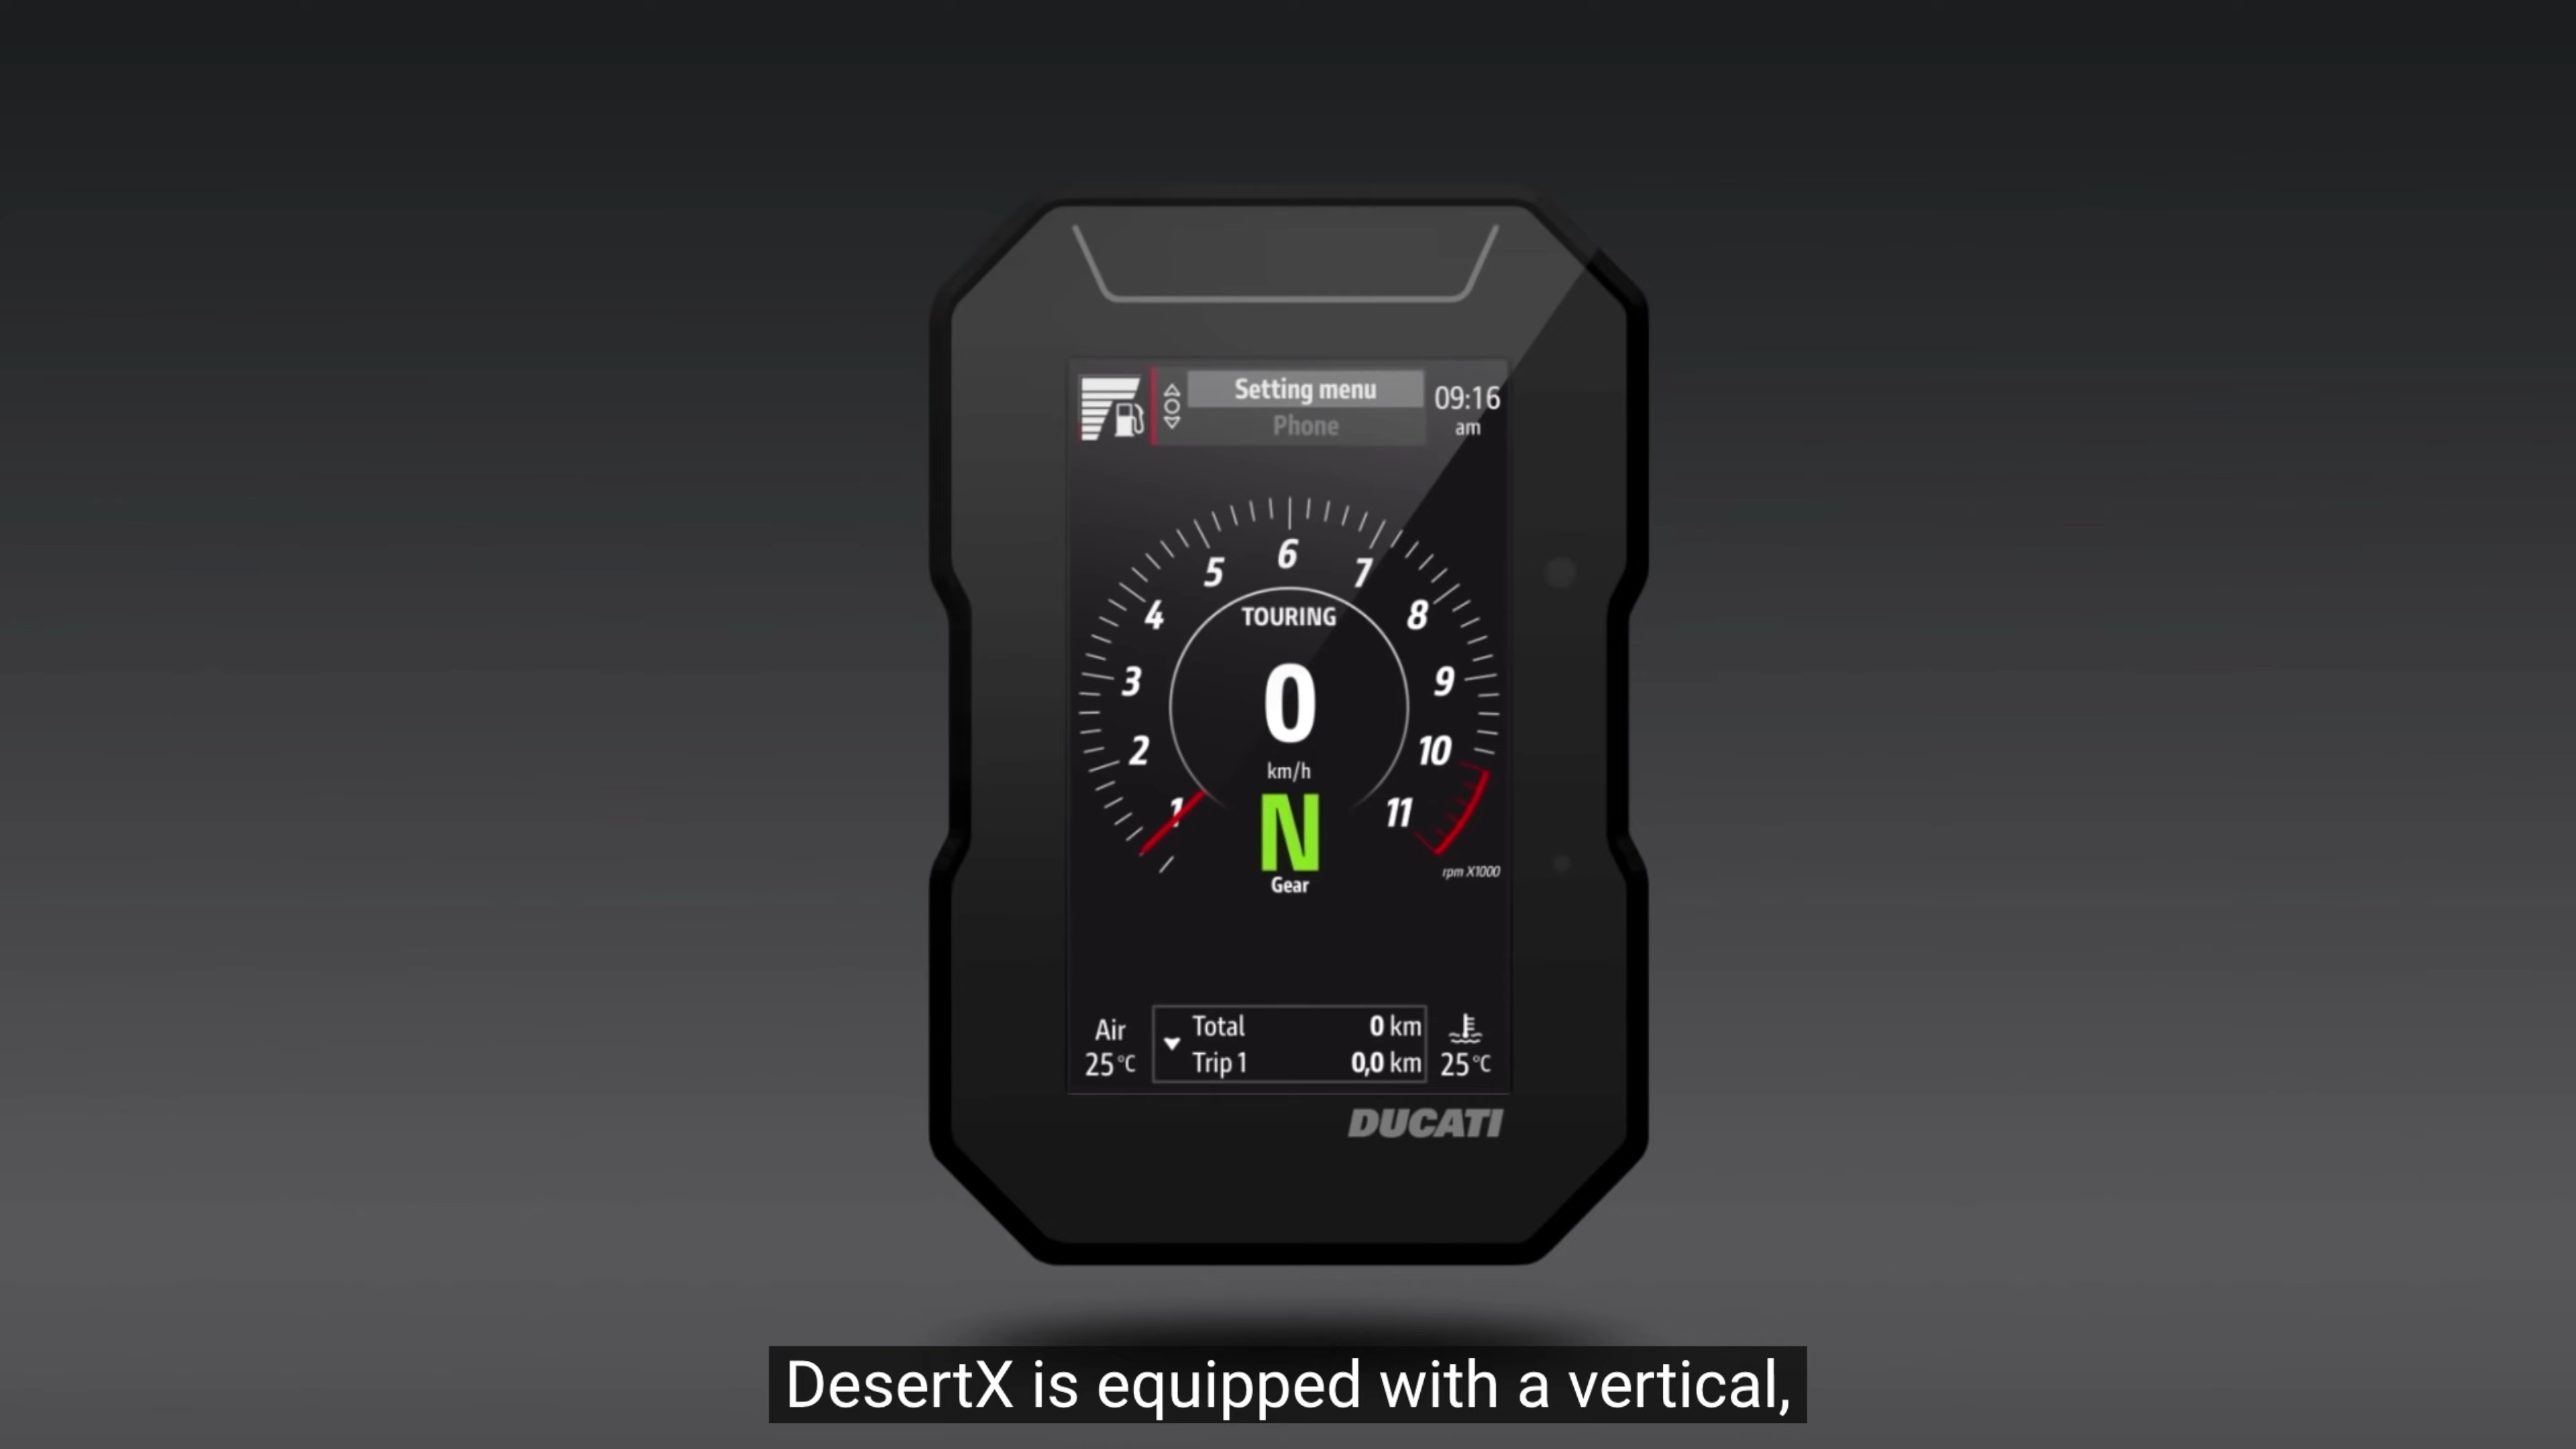 Setting menu
Phone
09:16
am
1
2
3
4
5
6
7
8
9
10
11
rpm X1000
TOURING
0
km/h
N
Gear
Air
25 °C
Total 0 km
Trip 1 0,0 km
25 °C
DUCATI
DesertX is equipped with a vertical,